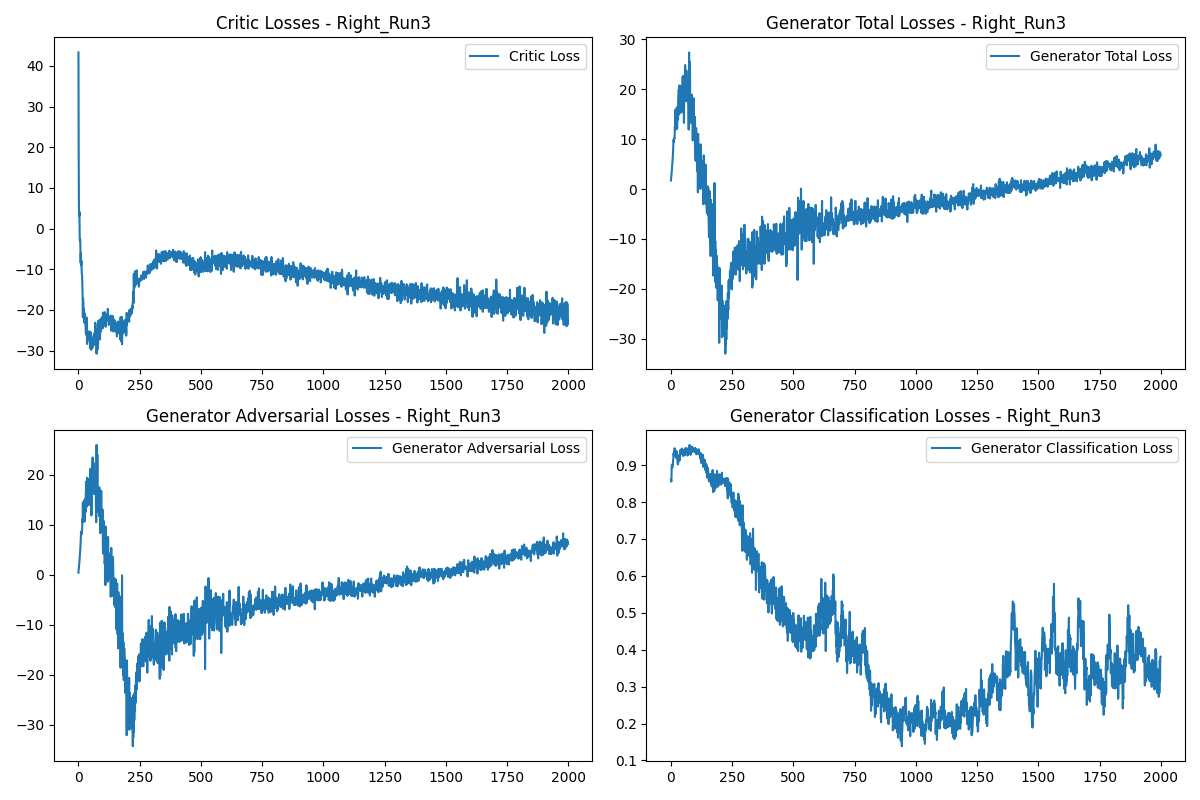 Critic Losses - Right_Run3
Critic Loss
40
30
20
10
0
−10
−20
−30
0 250 500 750 1000 1250 1500 1750 2000
Generator Total Losses - Right_Run3
Generator Total Loss
30
20
10
0
−10
−20
−30
0 250 500 750 1000 1250 1500 1750 2000
Generator Adversarial Losses - Right_Run3
Generator Adversarial Loss
20
10
0
−10
−20
−30
0 250 500 750 1000 1250 1500 1750 2000
Generator Classification Losses - Right_Run3
Generator Classification Loss
0.9
0.8
0.7
0.6
0.5
0.4
0.3
0.2
0.1
0 250 500 750 1000 1250 1500 1750 2000